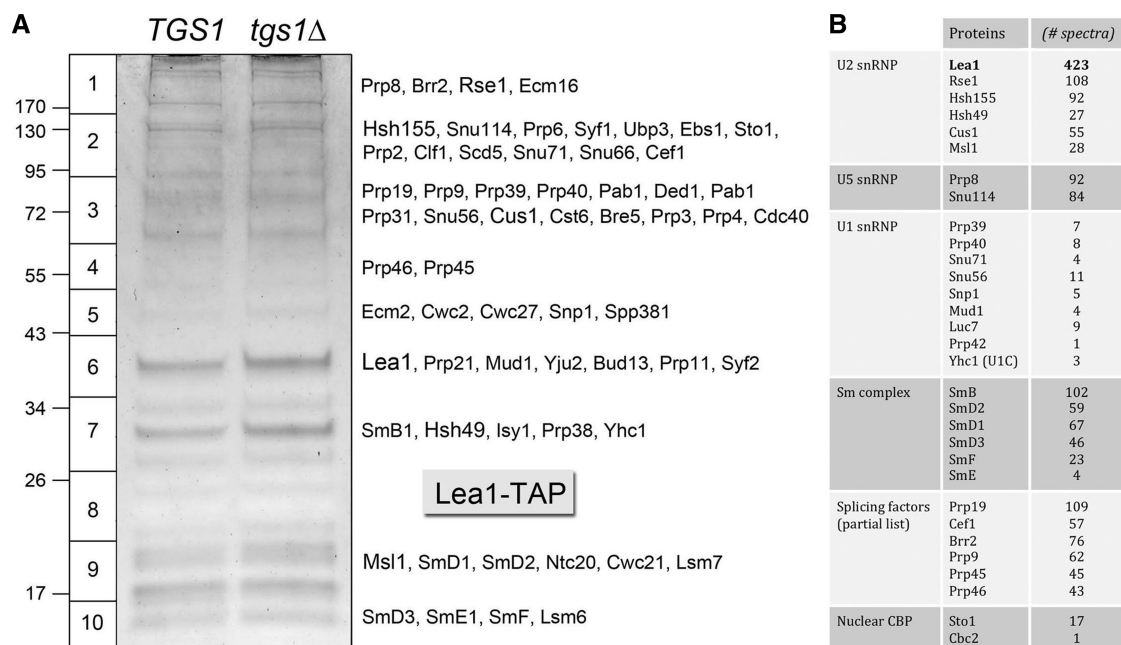 A
TGS1 tgs1Δ
170
130
95
72
55
43
34
26
17
1
2
3
4
5
6
7
8
9
10
Prp8, Brr2, Rse1, Ecm16
Hsh155, Snu114, Prp6, Syf1, Ubp3, Ebs1, Sto1,
Prp2, Clf1, Scd5, Snu71, Snu66, Cef1
Prp19, Prp9, Prp39, Prp40, Pab1, Ded1, Pab1
Prp31, Snu56, Cus1, Cst6, Bre5, Prp3, Prp4, Cdc40
Prp46, Prp45
Ecm2, Cwc2, Cwc27, Snp1, Spp381
Lea1, Prp21, Mud1, Yju2, Bud13, Prp11, Syf2
SmB1, Hsh49, Isy1, Prp38, Yhc1
Lea1-TAP
Msl1, SmD1, SmD2, Ntc20, Cwc21, Lsm7
SmD3, SmE1, SmF, Lsm6
B
Proteins (# spectra)
U2 snRNP Lea1 423
Rse1 108
Hsh155 92
Hsh49 27
Cus1 55
Msl1 28
U5 snRNP Prp8 92
Snu114 84
U1 snRNP Prp39 7
Prp40 8
Snu71 4
Snu56 11
Snp1 5
Mud1 4
Luc7 9
Prp42 1
Yhc1 (U1C) 3
Sm complex SmB 102
SmD2 59
SmD1 67
SmD3 46
SmF 23
SmE 4
Splicing factors Prp19 109
(partial list) Cef1 57
Brr2 76
Prp9 62
Prp45 45
Prp46 43
Nuclear CBP Sto1 17
Cbc2 1